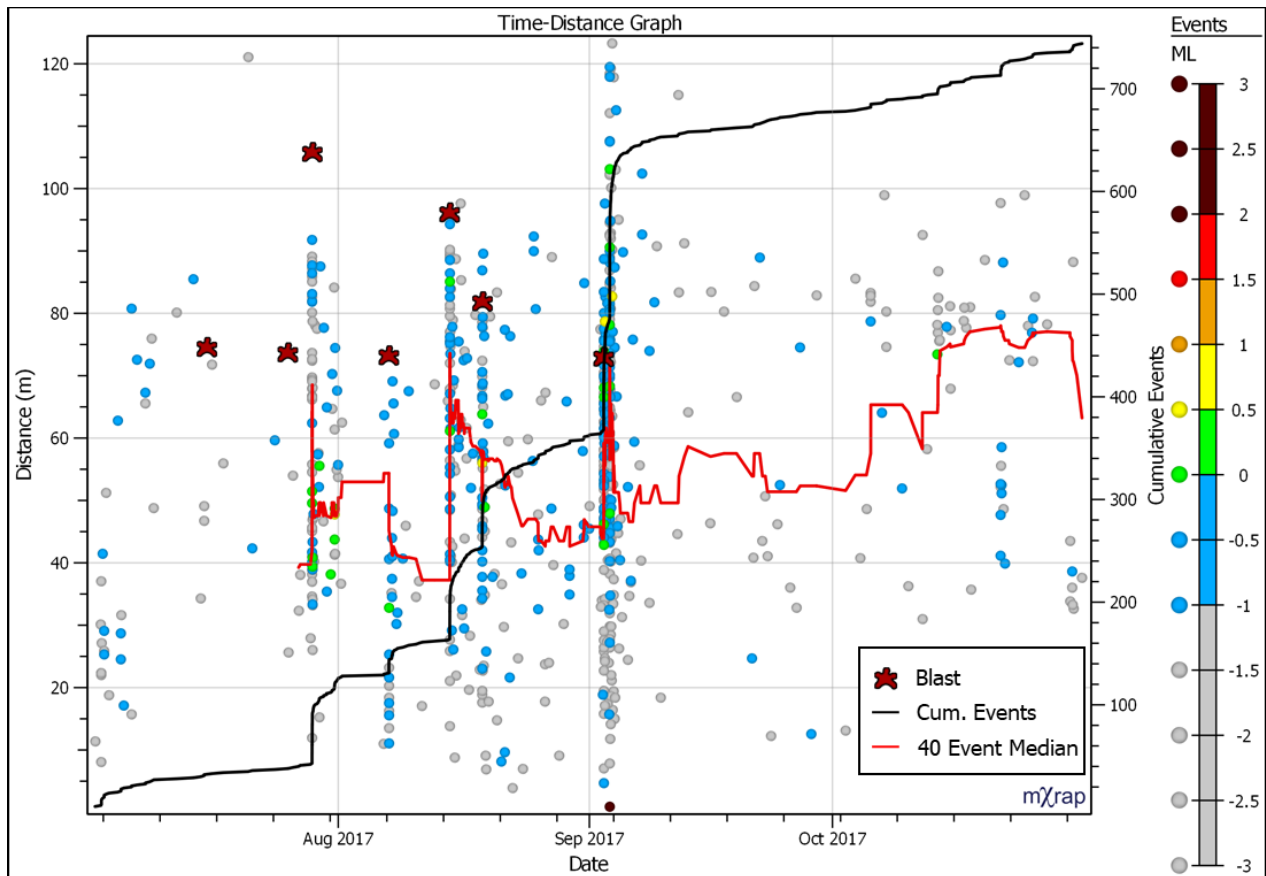 Time-Distance Graph
Events
ML
Distance (m)
120
100
80
60
40
20
Cumulative Events
700
600
500
400
300
200
100
3
2.5
2
1.5
1
0.5
0
-0.5
-1
-1.5
-2
-2.5
-3
Blast
Cum. Events
40 Event Median
mχrap
Aug 2017
Sep 2017
Oct 2017
Date